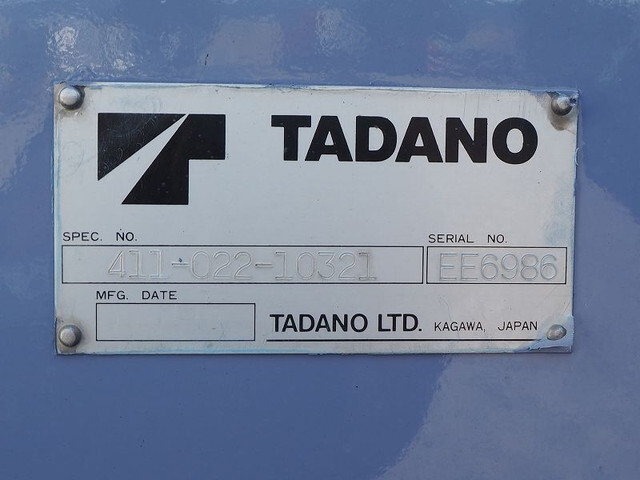 TADANO
SPEC. NO.
SERIAL NO.
411-022-10321
EE6986
MFG. DATE
TADANO LTD. KAGAWA, JAPAN